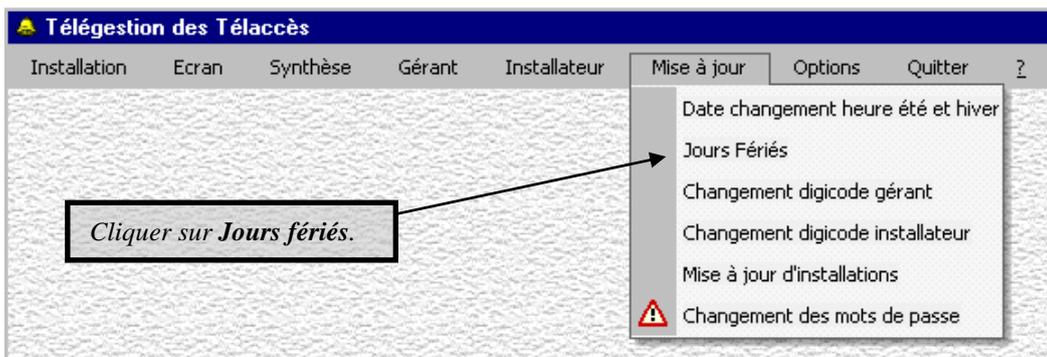 Télégestion des Télaccès
Installation Ecran Synthèse Gérant Installateur Mise à jour Options Quitter ?
Date changement heure été et hiver
Jours Fériés
Changement digicode gérant
Cliquer sur Jours fériés.
Changement digicode installateur
Mise à jour d'installations
Changement des mots de passe